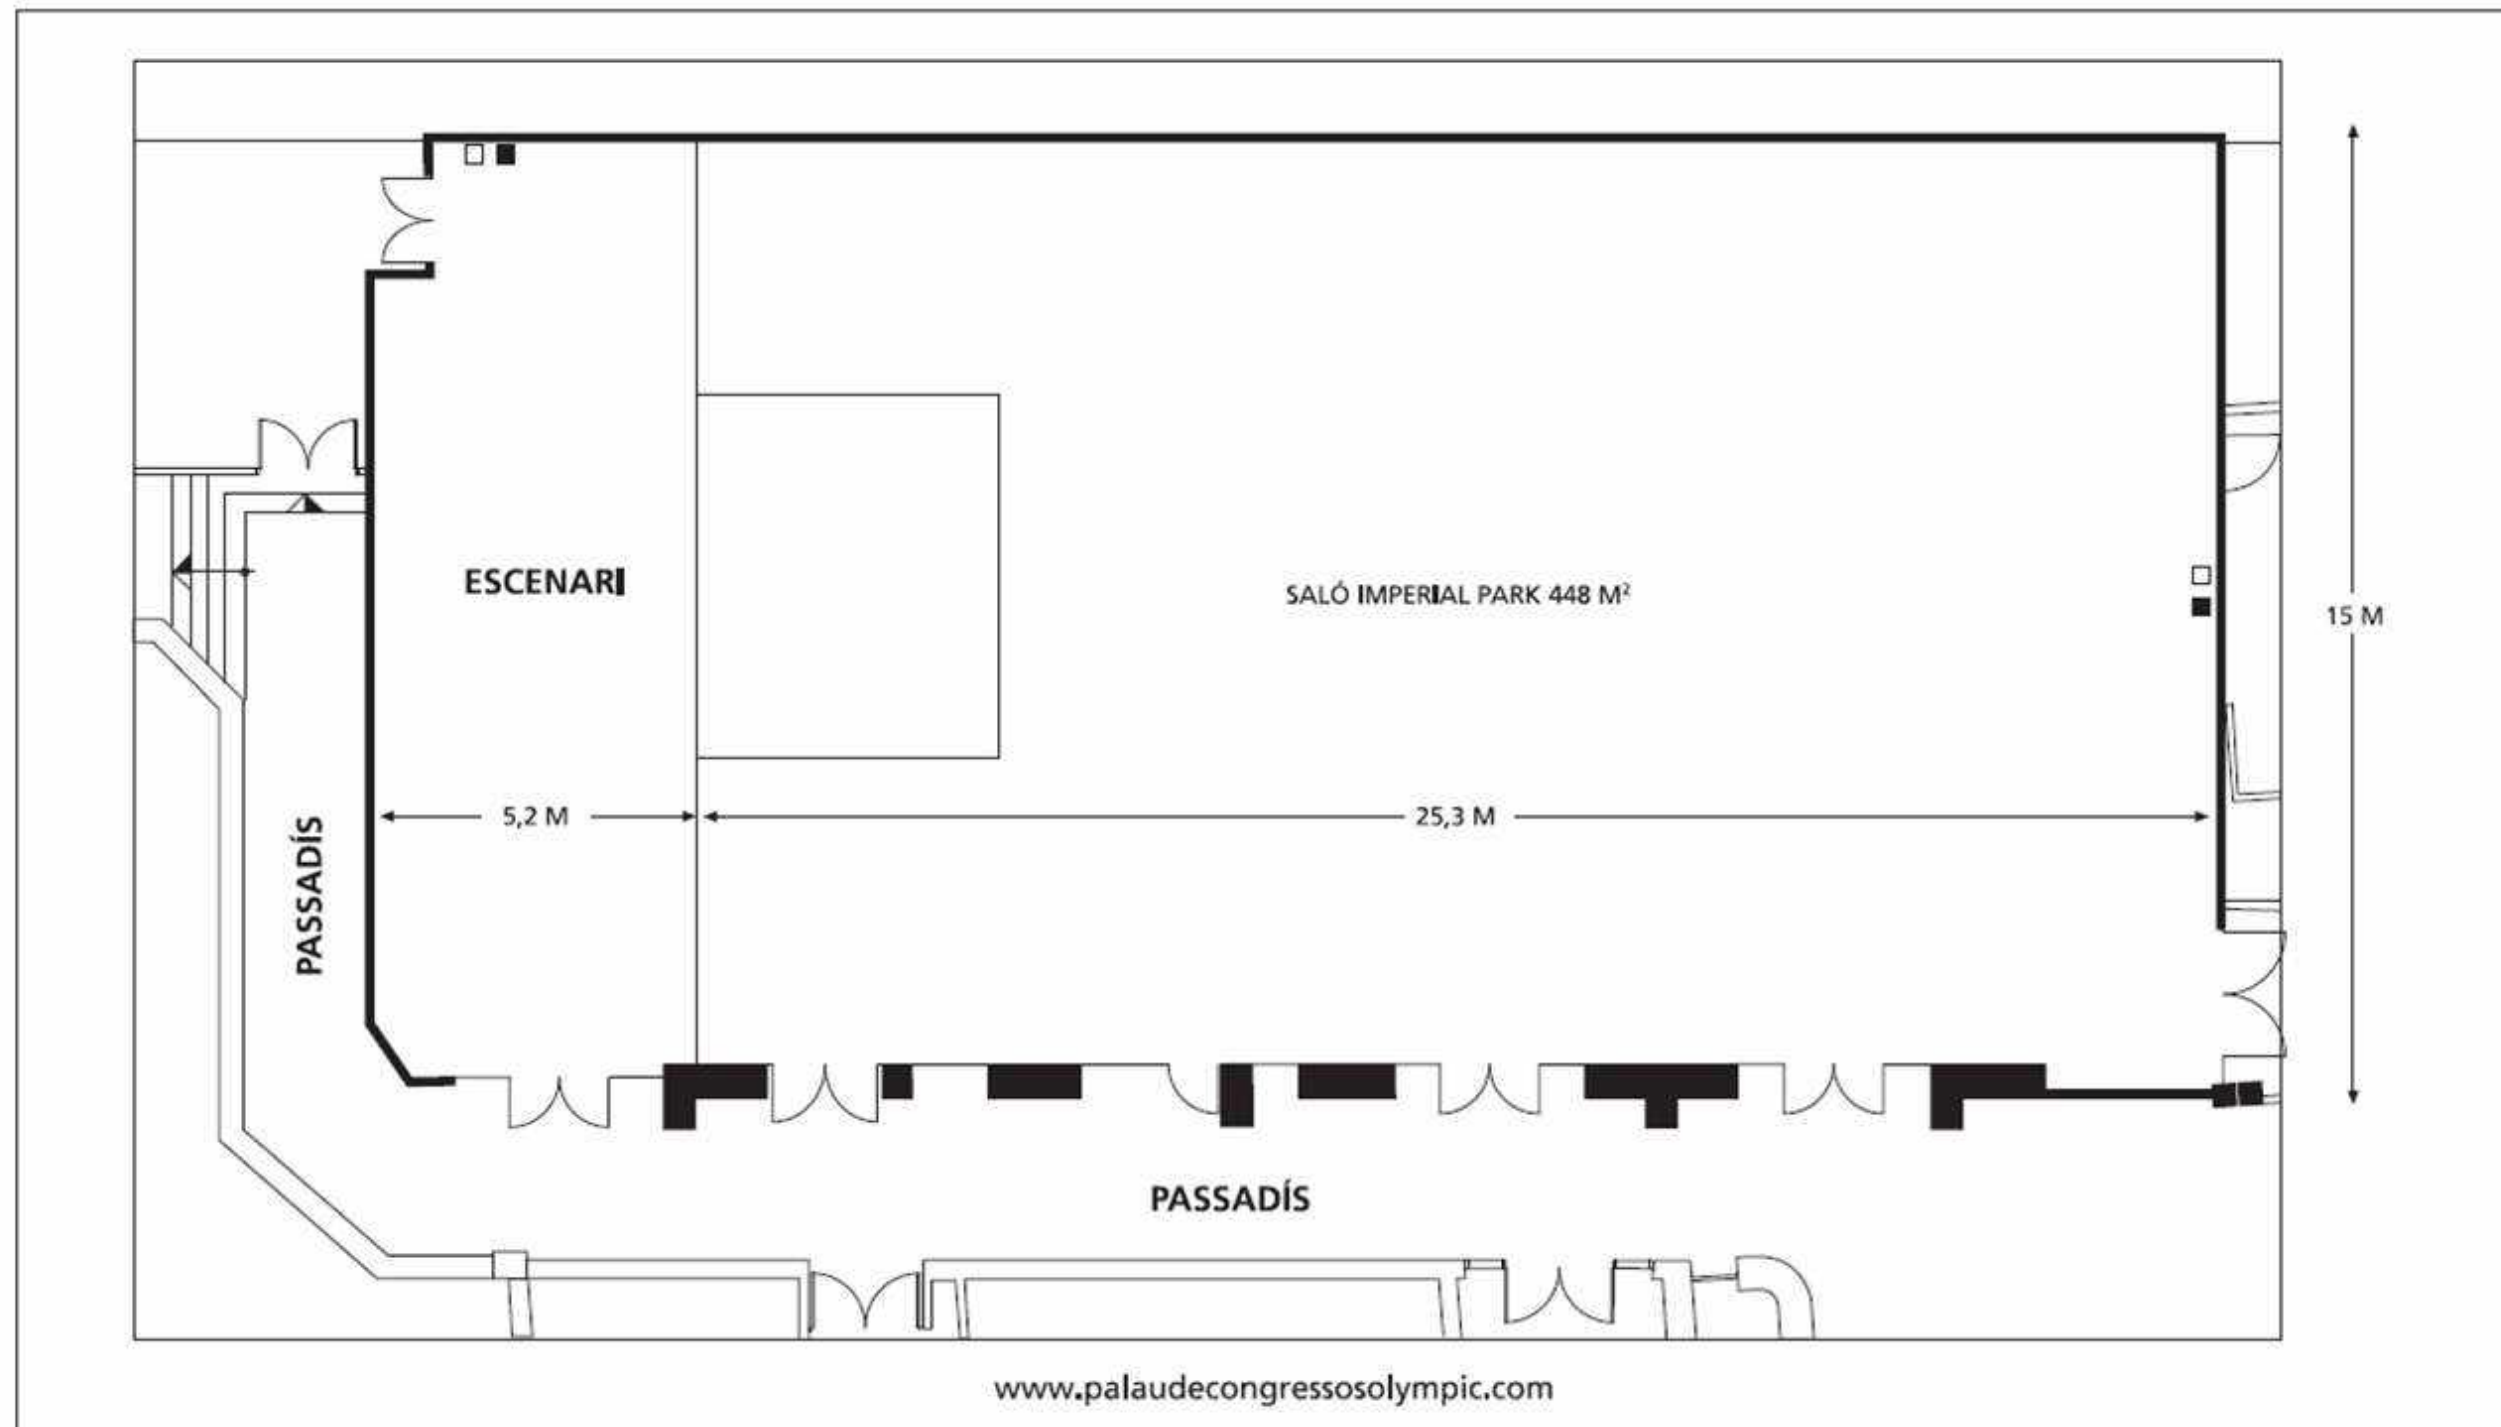 ESCENARI
SALÓ IMPERIAL PARK 448 M²
15 M
5,2 M
25,3 M
PASSADÍS
PASSADÍS
www.palaudecongressosolympic.com